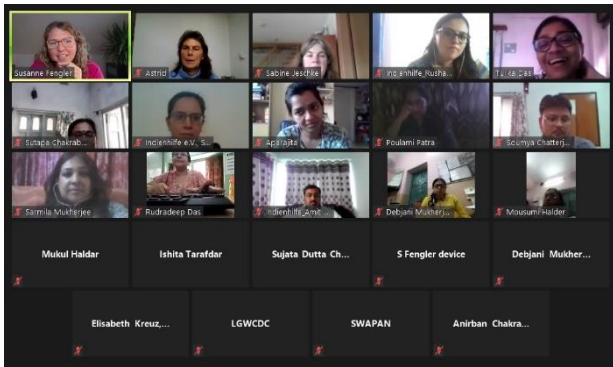 Susanne Fengler
Astrid
Sabine Jeschke
Indienhilfe_Rusha...
Tulika Das
Sutapa Chakrab...
Indienhilfe e.V., S...
Aparajita
Poulami Patra
Soumya Chatterj...
Sarmila Mukherjee
Rudradeep Das
Indienhilfe_Amit ...
Debjani Mukherj...
Mousumi Halder
Mukul Haldar
Ishita Tarafdar
Sujata Dutta Ch...
S Fengler device
Debjani Mukher...
Elisabeth Kreuz,...
LGWCDC
SWAPAN
Anirban Chakra...